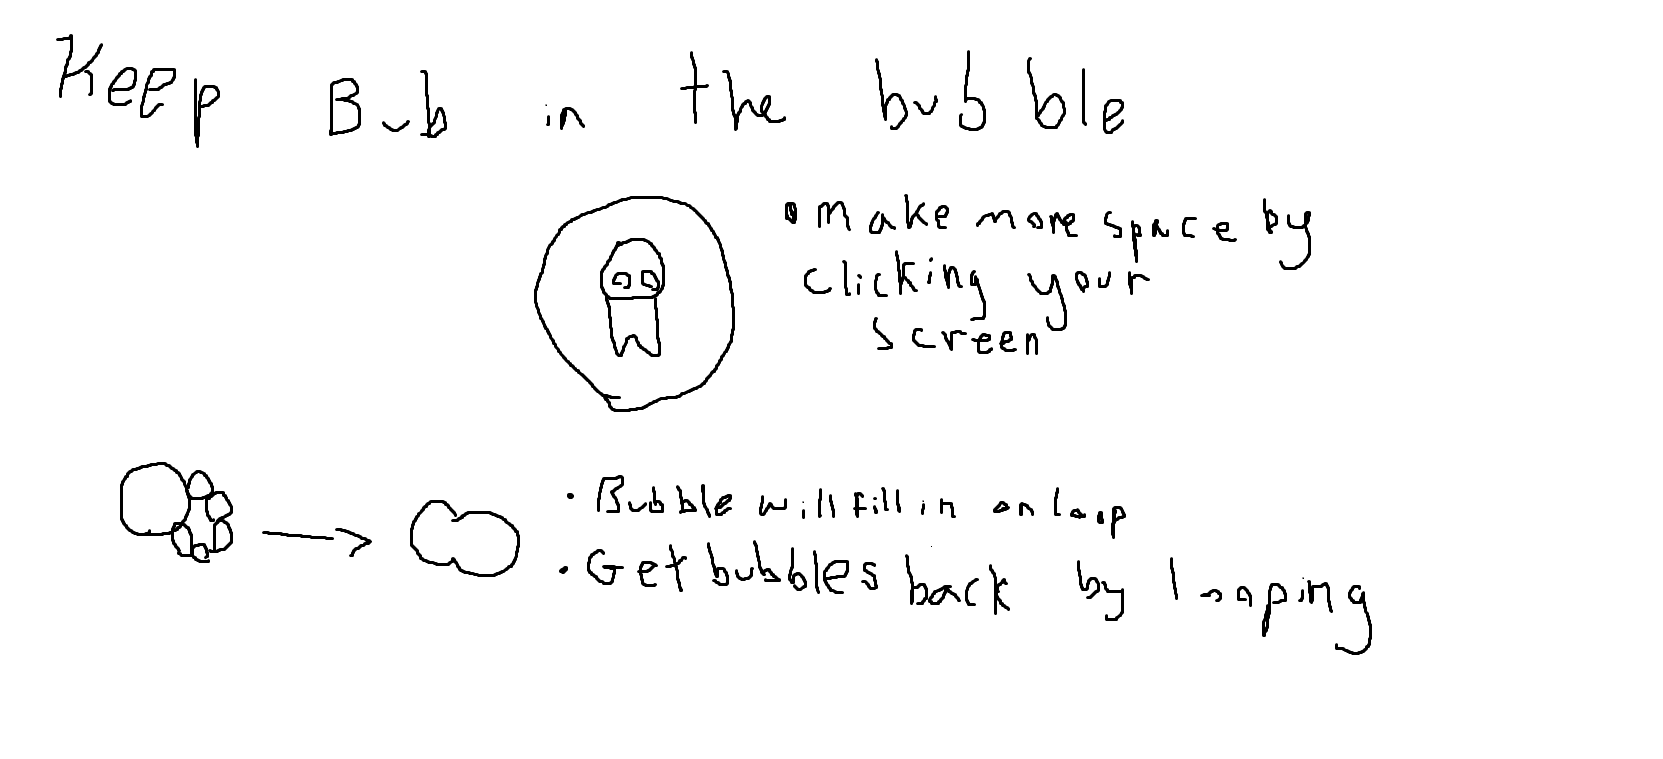 Keep Bub in the bubble
• Make more space by
clicking your
screen
• Bubble will fill in on loop
• Get bubbles back by looping